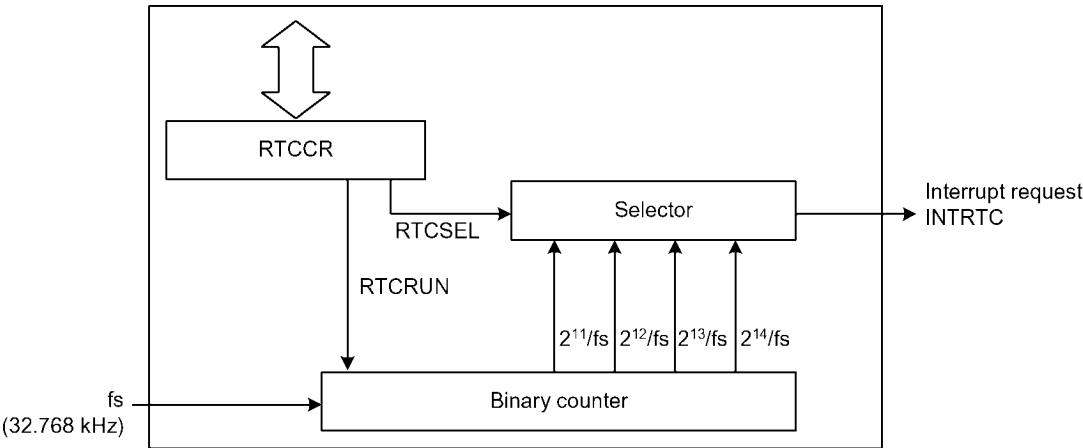 RTCCR
Selector
Interrupt request
INTRTC
RTCSEL
RTCRUN
2¹¹/fs 2¹²/fs 2¹³/fs 2¹⁴/fs
fs
(32.768 kHz)
Binary counter